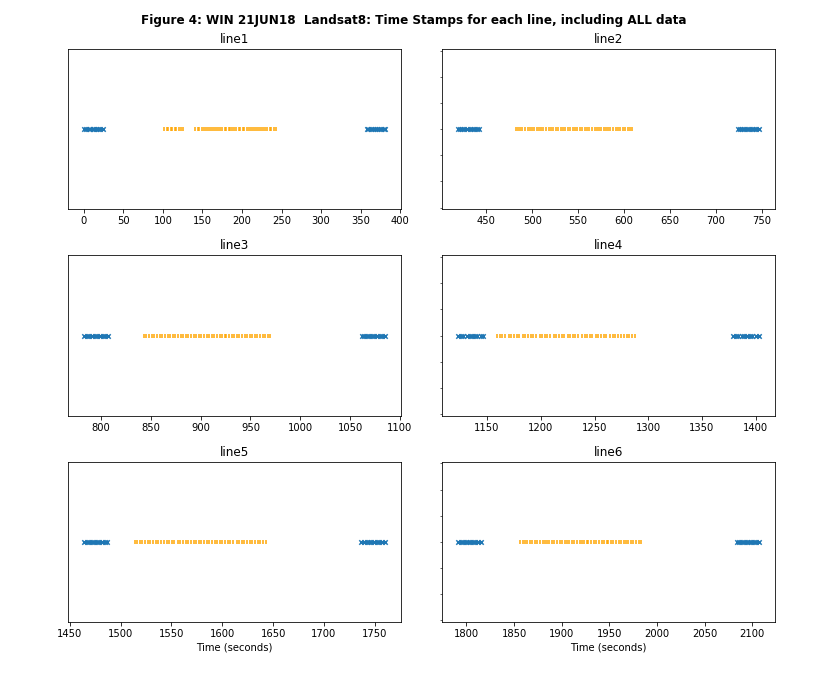 Figure 4: WIN 21JUN18 Landsat8: Time Stamps for each line, including ALL data
line1
line2
0 50 100 150 200 250 300 350 400
450 500 550 600 650 700 750
line3
line4
800 850 900 950 1000 1050 1100
1150 1200 1250 1300 1350 1400
line5
line6
1450 1500 1550 1600 1650 1700 1750
1800 1850 1900 1950 2000 2050 2100
Time (seconds)
Time (seconds)